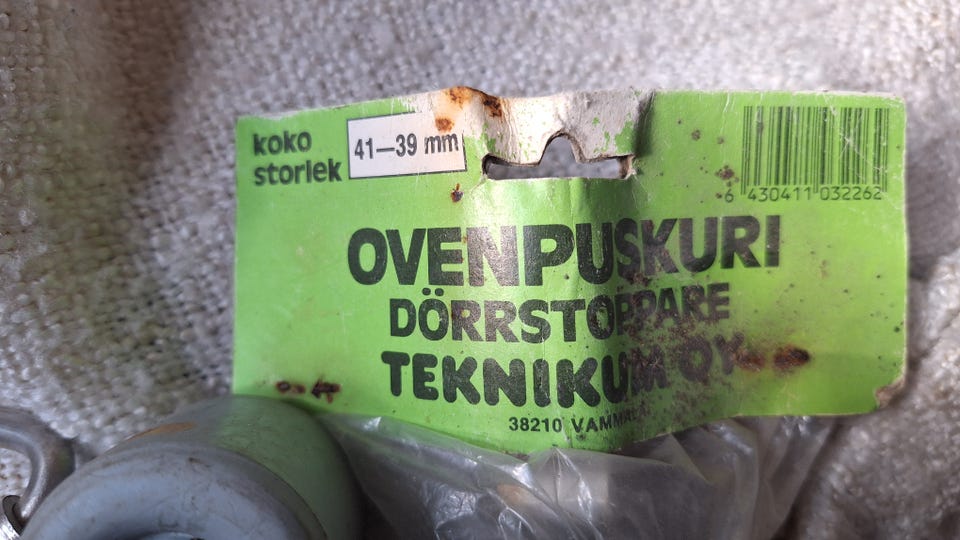 koko
storlek
41—39 mm
6 430411 032262
OVENPUSKURI
DÖRRSTOPPARE
TEKNIKUM OY
38210